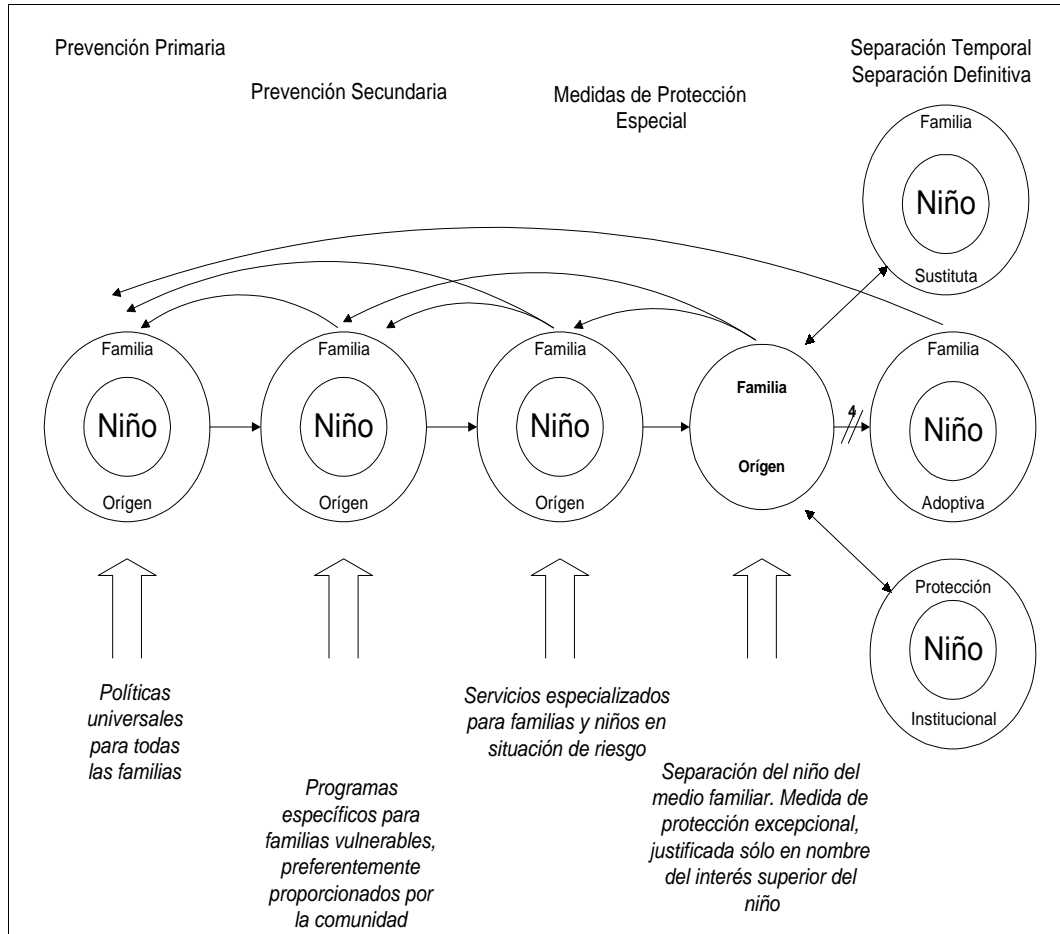 Prevención Primaria
Prevención Secundaria
Medidas de Protección
Especial
Separación Temporal
Separación Definitiva
Familia
Niño
Sustituta
Familia
Niño
Orígen
Familia
Niño
Orígen
Familia
Niño
Orígen
Familia
Orígen
4
Familia
Niño
Adoptiva
Protección
Niño
Institucional
Políticas
universales
para todas
las familias
Programas
específicos para
familias vulnerables,
preferentemente
proporcionados por
la comunidad
Servicios especializados
para familias y niños en
situación de riesgo
Separación del niño del
medio familiar. Medida de
protección excepcional,
justificada sólo en nombre
del interés superior del
niño